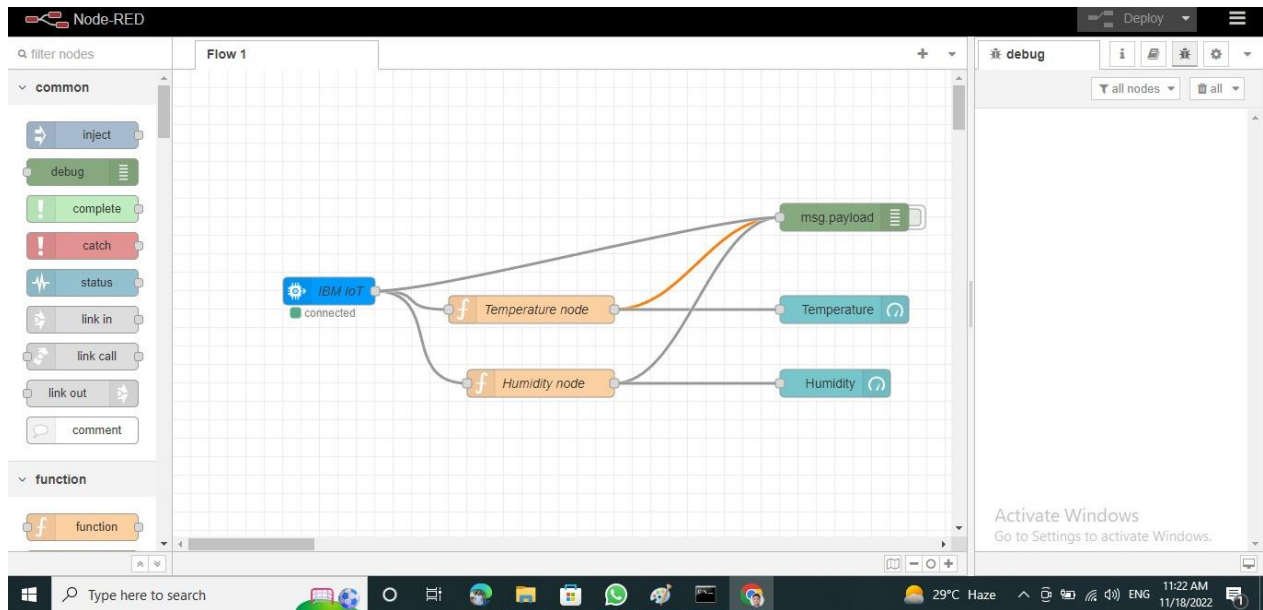 Node-RED
Deploy
filter nodes
Flow 1
debug
i
all nodes
all
common
inject
debug
complete
catch
status
link in
link call
link out
comment
function
function
IBM IoT
connected
Temperature node
Humidity node
msg.payload
Temperature
Humidity
Activate Windows
Go to Settings to activate Windows.
Type here to search
29°C Haze
ENG
11:22 AM
11/18/2022
1